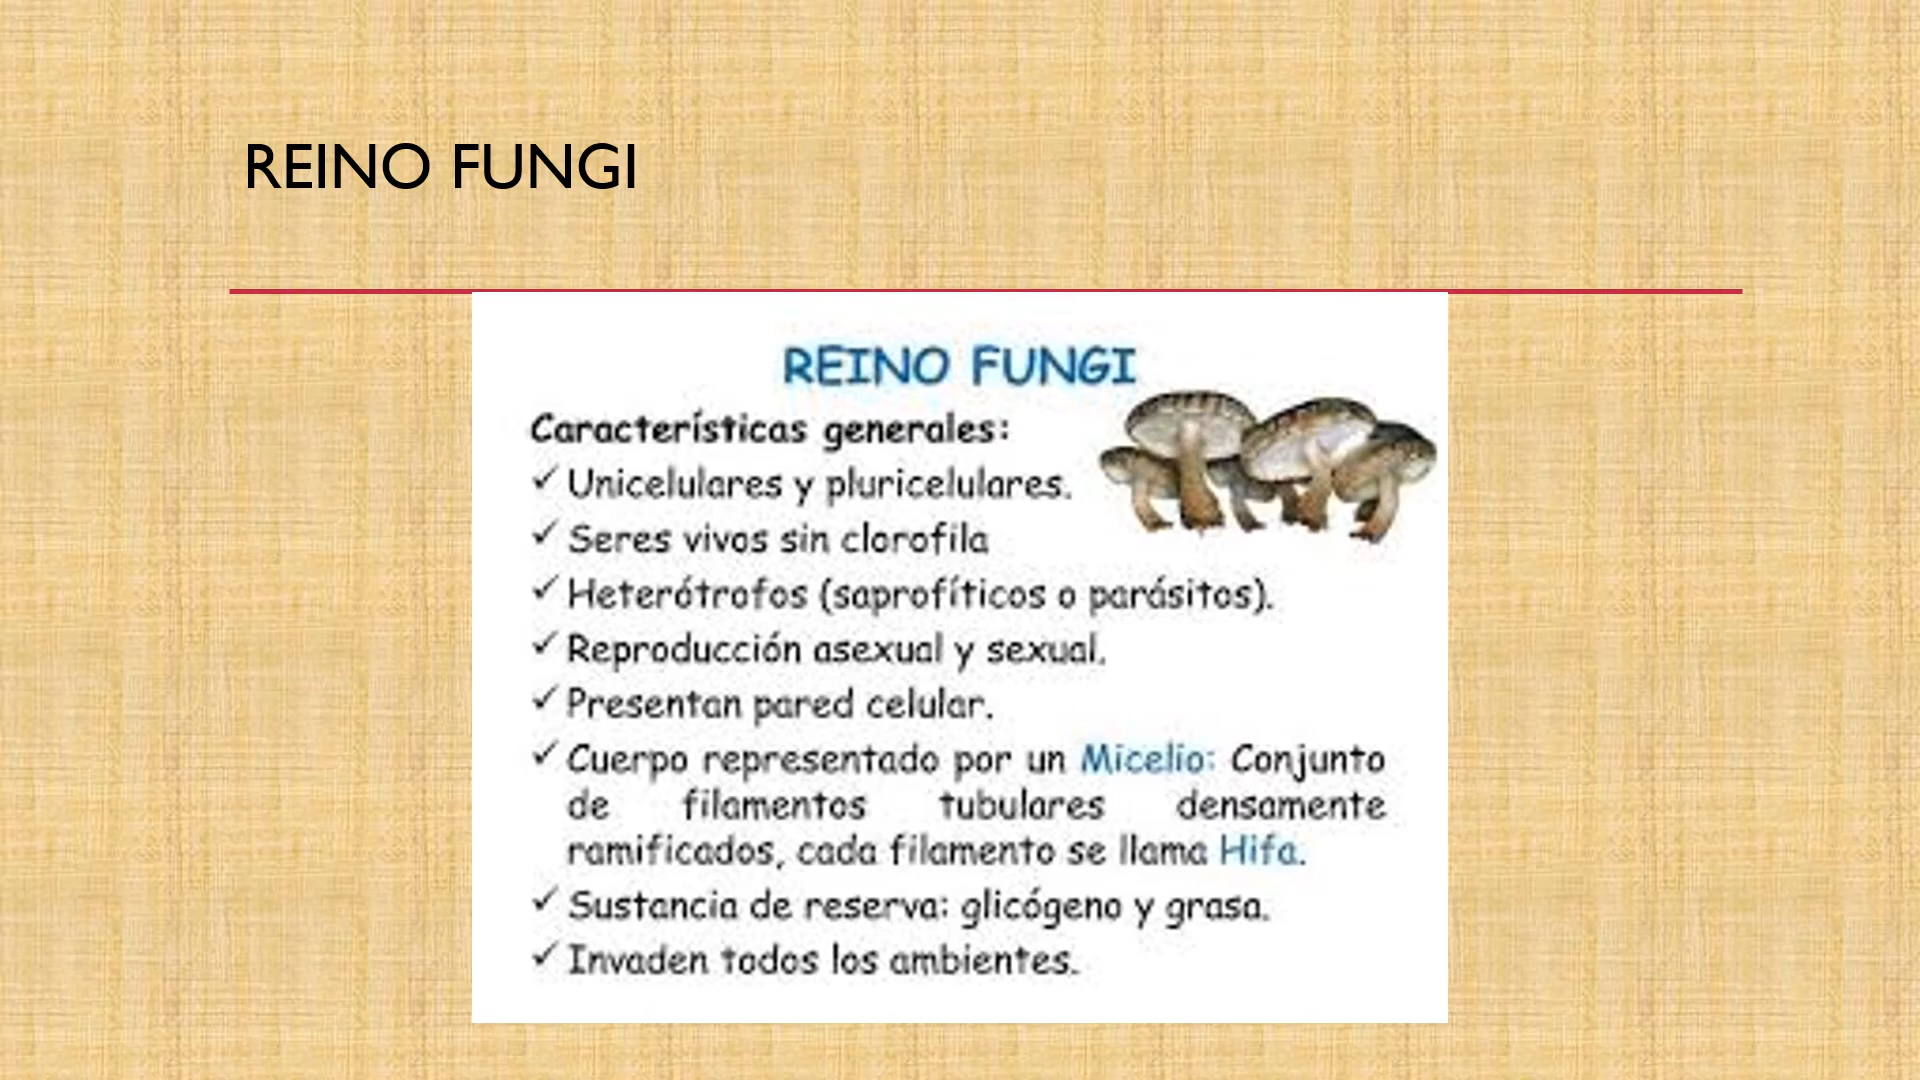 REINO FUNGI
REINO FUNGI
Características generales:
✓ Unicelulares y pluricelulares.
✓ Seres vivos sin clorofila
✓ Heterótrofos (saprofíticos o parásitos).
✓ Reproducción asexual y sexual.
✓ Presentan pared celular.
✓ Cuerpo representado por un Micelio: Conjunto
de filamentos tubulares densamente
ramificados, cada filamento se llama Hifa.
✓ Sustancia de reserva: glicógeno y grasa.
✓ Invaden todos los ambientes.